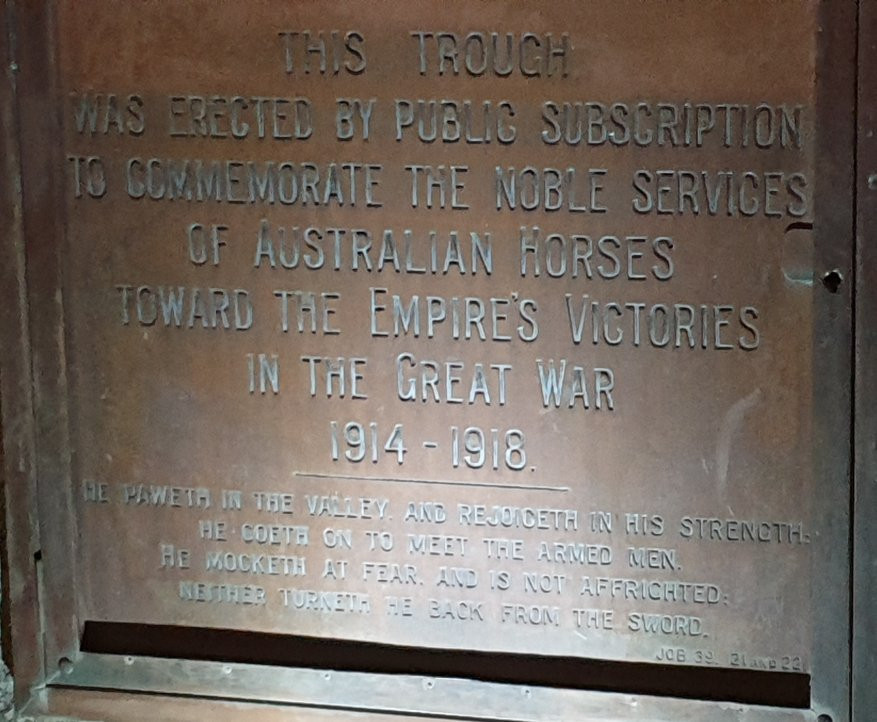 THIS TROUGH
WAS ERECTED BY PUBLIC SUBSCRIPTION
TO COMMEMORATE THE NOBLE SERVICES
OF AUSTRALIAN HORSES
TOWARD THE EMPIRE'S VICTORIES
IN THE GREAT WAR
1914 - 1918.
HE PAWETH IN THE VALLEY, AND REJOICETH IN HIS STRENGTH:
HE GOETH ON TO MEET THE ARMED MEN.
HE MOCKETH AT FEAR, AND IS NOT AFFRIGHTED:
NEITHER TURNETH HE BACK FROM THE SWORD.
JOB 39. 21 AND 22